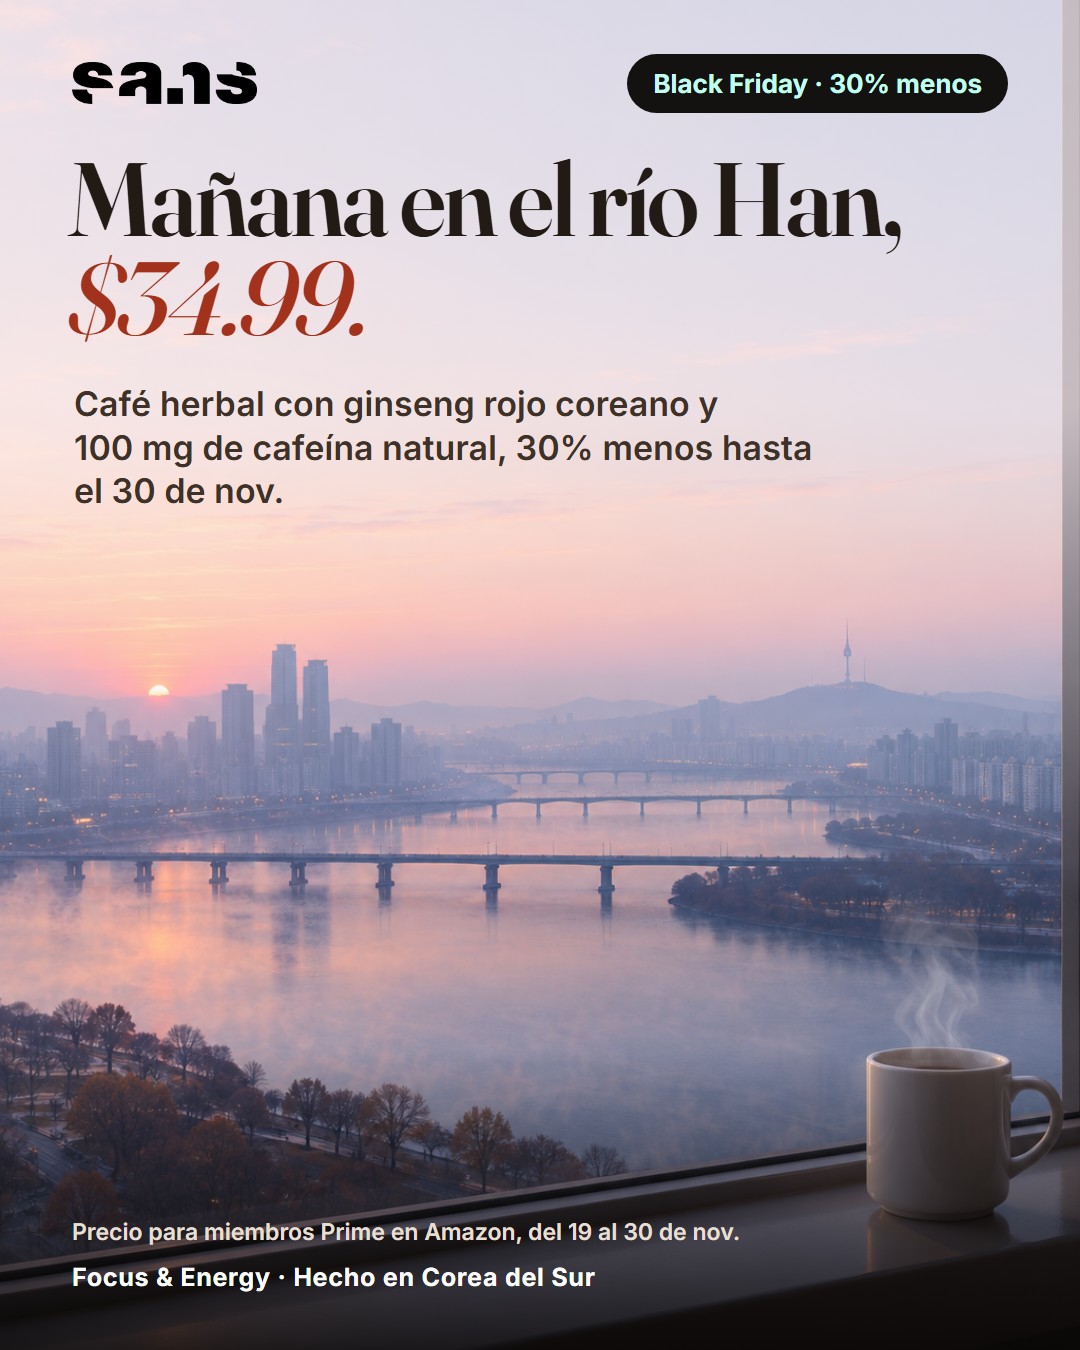 sans
Black Friday · 30% menos
Mañana en el río Han,
$34.99.
Café herbal con ginseng rojo coreano y
100 mg de cafeína natural, 30% menos hasta
el 30 de nov.
Precio para miembros Prime en Amazon, del 19 al 30 de nov.
Focus & Energy · Hecho en Corea del Sur